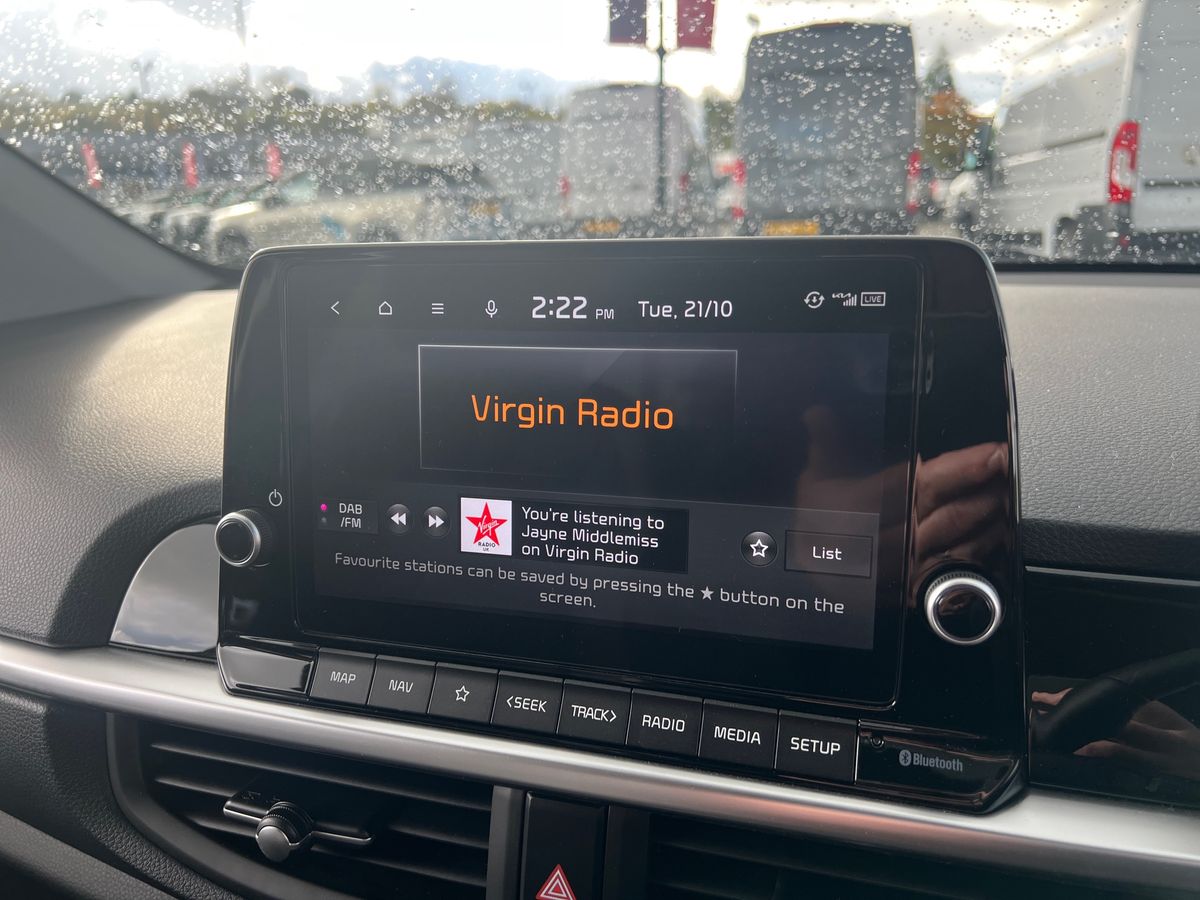 2:22 PM Tue, 21/10
KIA LIVE
Virgin Radio
DAB
/FM
Virgin
RADIO
UK
You're listening to
Jayne Middlemiss
on Virgin Radio
List
Favourite stations can be saved by pressing the ★ button on the
screen.
MAP NAV <SEEK TRACK> RADIO MEDIA SETUP
Bluetooth